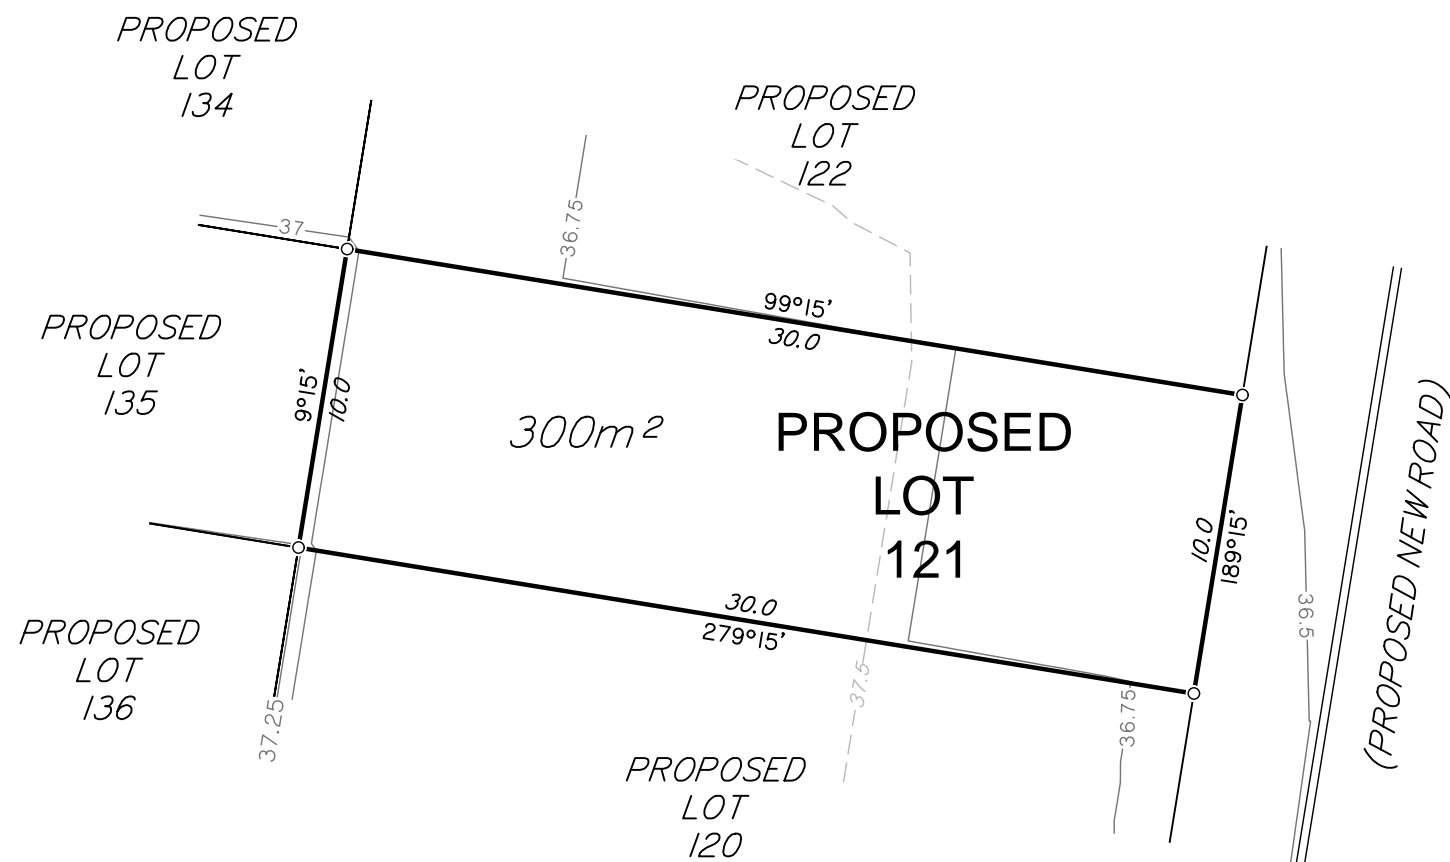 PROPOSED
LOT
134
PROPOSED
LOT
122
37
36.75
99°15'
30.0
PROPOSED
LOT
135
9°15'
10.0
300m²
PROPOSED
LOT
121
10.0
189°15'
36.5
(PROPOSED NEW ROAD)
30.0
279°15'
PROPOSED
LOT
136
37.25
37.5
36.75
PROPOSED
LOT
120